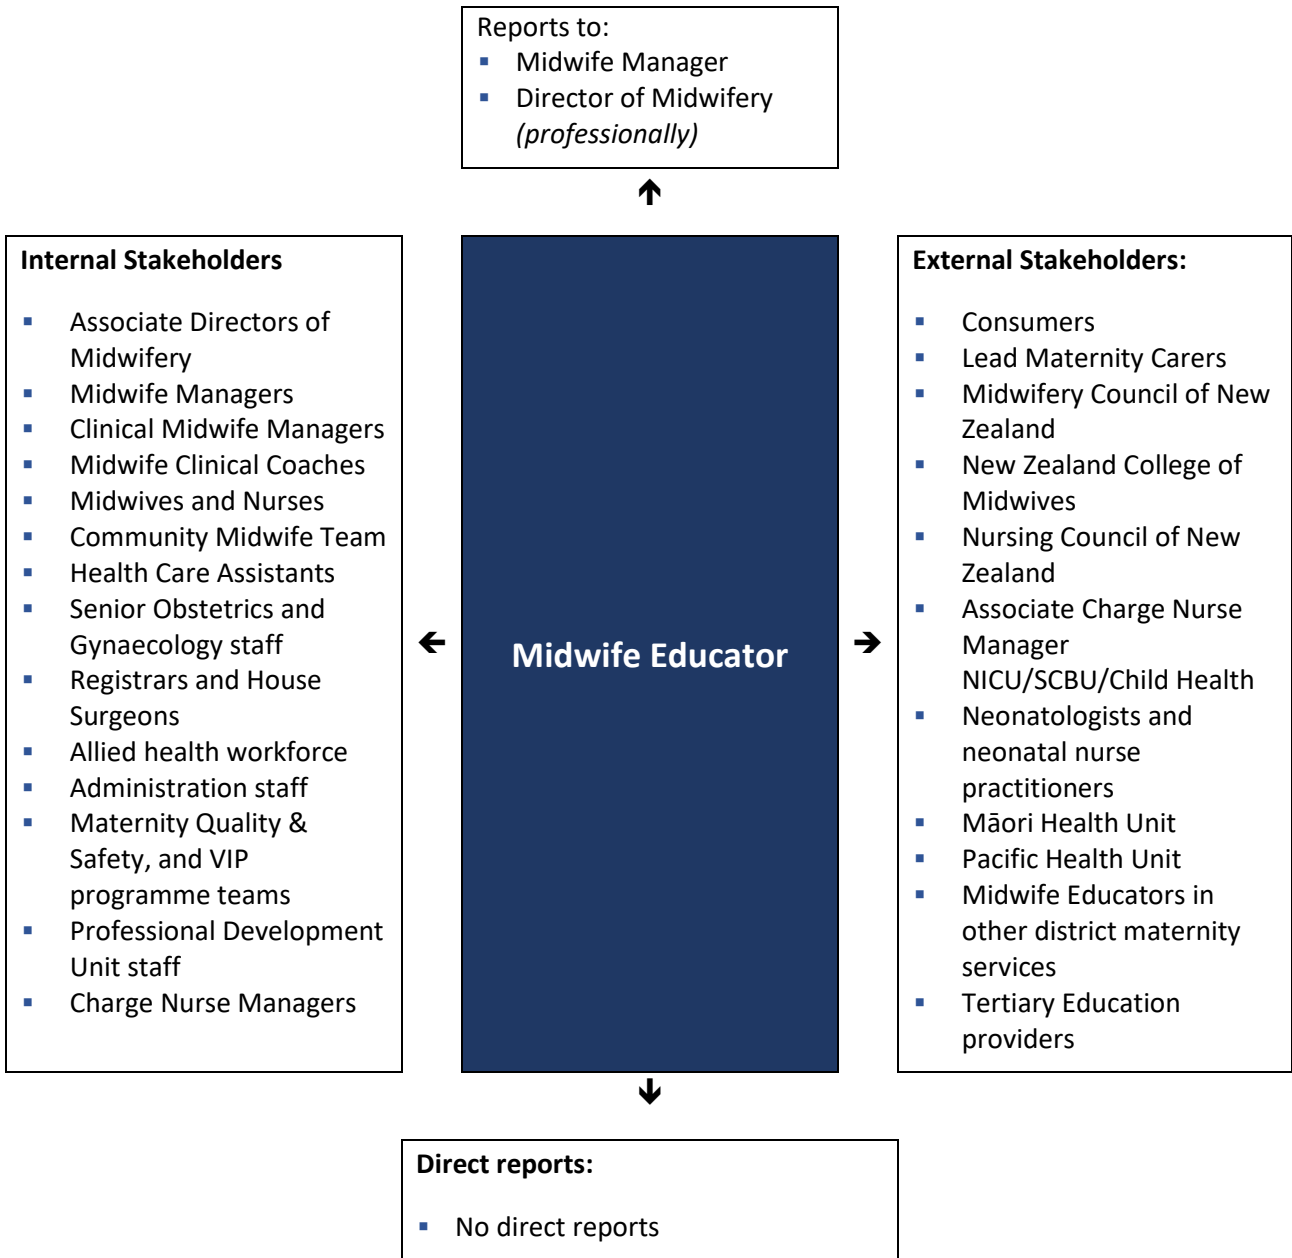 Reports to:
▪ Midwife Manager
▪ Director of Midwifery
(professionally)
Internal Stakeholders
▪ Associate Directors of
Midwifery
▪ Midwife Managers
▪ Clinical Midwife Managers
▪ Midwife Clinical Coaches
▪ Midwives and Nurses
▪ Community Midwife Team
▪ Health Care Assistants
▪ Senior Obstetrics and
Gynaecology staff
▪ Registrars and House
Surgeons
▪ Allied health workforce
▪ Administration staff
▪ Maternity Quality &
Safety, and VIP
programme teams
▪ Professional Development
Unit staff
▪ Charge Nurse Managers
Midwife Educator
External Stakeholders:
▪ Consumers
▪ Lead Maternity Carers
▪ Midwifery Council of New
Zealand
▪ New Zealand College of
Midwives
▪ Nursing Council of New
Zealand
▪ Associate Charge Nurse
Manager
NICU/SCBU/Child Health
▪ Neonatologists and
neonatal nurse
practitioners
▪ Māori Health Unit
▪ Pacific Health Unit
▪ Midwife Educators in
other district maternity
services
▪ Tertiary Education
providers
Direct reports:
▪ No direct reports